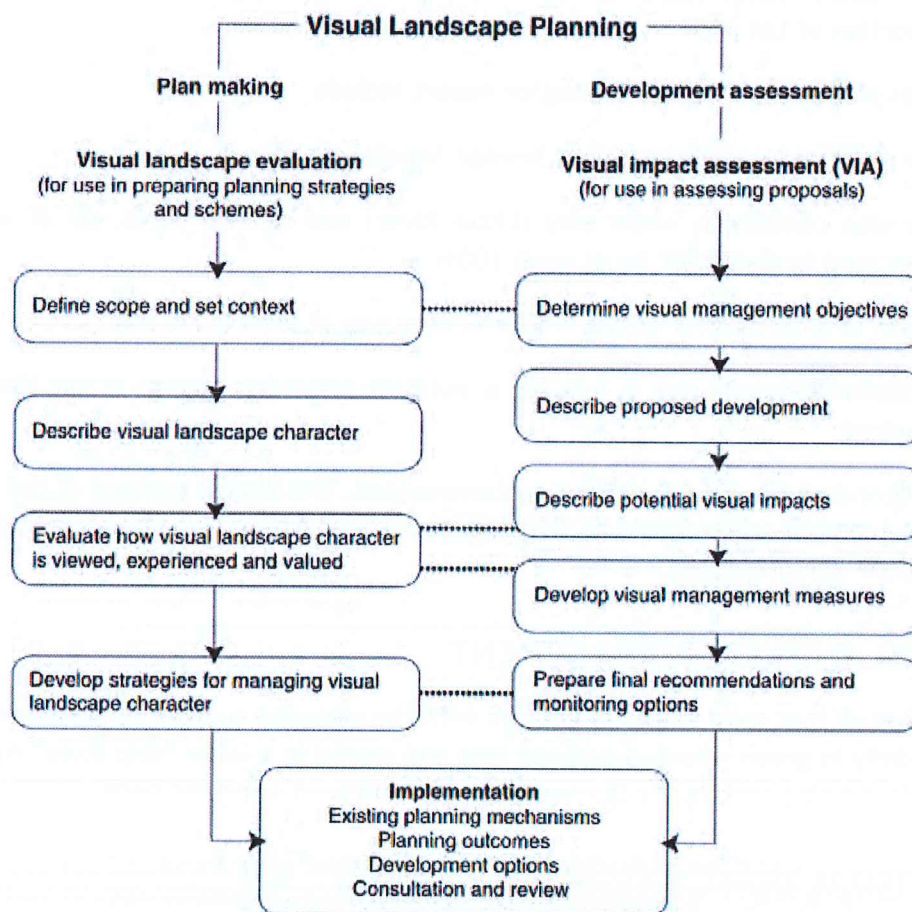 Visual Landscape Planning
Plan making
Visual landscape evaluation
(for use in preparing planning strategies
and schemes)
Define scope and set context
Describe visual landscape character
Evaluate how visual landscape character
is viewed, experienced and valued
Develop strategies for managing visual
landscape character
Development assessment
Visual impact assessment (VIA)
(for use in assessing proposals)
Determine visual management objectives
Describe proposed development
Describe potential visual impacts
Develop visual management measures
Prepare final recommendations and
monitoring options
Implementation
Existing planning mechanisms
Planning outcomes
Development options
Consultation and review